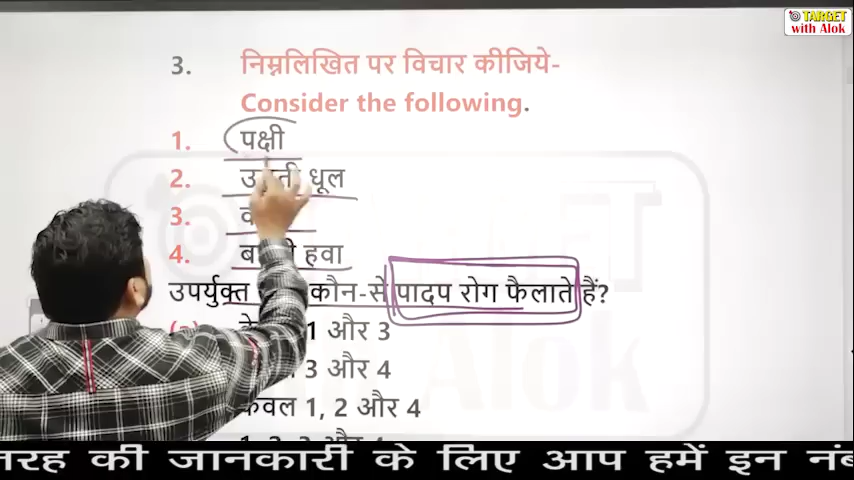 TARGET
with Alok
3. निम्नलिखित पर विचार कीजिये-
Consider the following.
1. पक्षी
2. धूल
3.
4. हवा
उपर्युक्त कौन-से पादप रोग फैलाते हैं?
1 और 3
3 और 4
केवल 1, 2 और 4
तरह की जानकारी के लिए आप हमें इन नंब